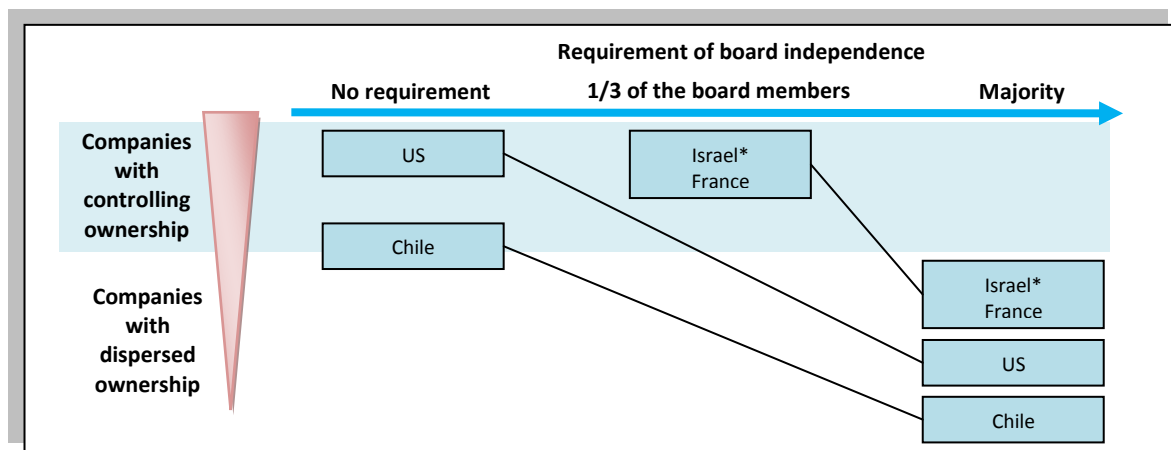 Requirement of board independence
No requirement
1/3 of the board members
Majority
Companies
with
controlling
ownership
US
Israel*
France
Chile
Companies
with
dispersed
ownership
Israel*
France
US
Chile